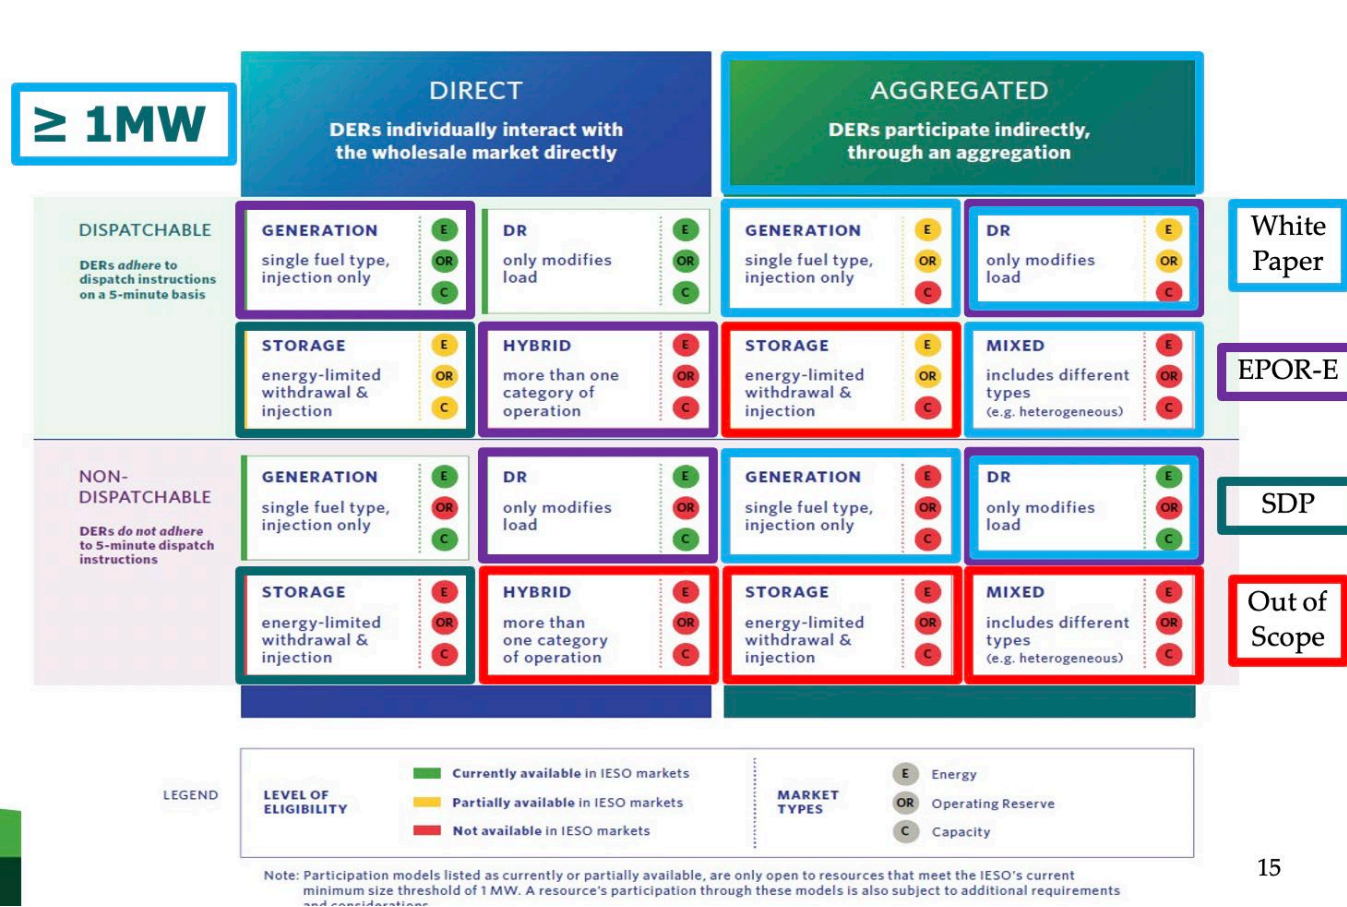 ≥ 1MW
DIRECT
DERs individually interact with
the wholesale market directly
AGGREGATED
DERs participate indirectly,
through an aggregation
DISPATCHABLE
DERs adhere to
dispatch instructions
on a 5-minute basis
GENERATION
single fuel type,
injection only
E
OR
C
DR
only modifies
load
E
OR
C
GENERATION
single fuel type,
injection only
E
OR
C
DR
only modifies
load
E
OR
C
White
Paper
STORAGE
energy-limited
withdrawal &
injection
E
OR
C
HYBRID
more than one
category of
operation
E
OR
C
STORAGE
energy-limited
withdrawal &
injection
E
OR
C
MIXED
includes different
types
(e.g. heterogeneous)
E
OR
C
EPOR-E
NON-
DISPATCHABLE
DERs do not adhere
to 5-minute dispatch
instructions
GENERATION
single fuel type,
injection only
E
OR
C
DR
only modifies
load
E
OR
C
GENERATION
single fuel type,
injection only
E
OR
C
DR
only modifies
load
E
OR
C
SDP
STORAGE
energy-limited
withdrawal &
injection
E
OR
C
HYBRID
more than
one category
of operation
E
OR
C
STORAGE
energy-limited
withdrawal &
injection
E
OR
C
MIXED
includes different
types
(e.g. heterogeneous)
E
OR
C
Out of
Scope
LEGEND
LEVEL OF
ELIGIBILITY
Currently available in IESO markets
Partially available in IESO markets
Not available in IESO markets
MARKET
TYPES
E Energy
OR Operating Reserve
C Capacity
Note: Participation models listed as currently or partially available, are only open to resources that meet the IESO's current
minimum size threshold of 1 MW. A resource's participation through these models is also subject to additional requirements
and considerations
15